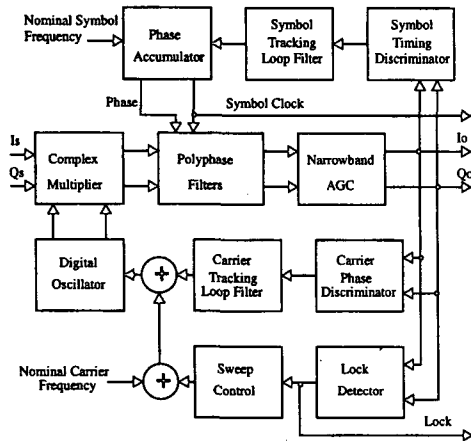 Nominal Symbol
Frequency
Phase
Accumulator
Symbol
Tracking
Loop Filter
Symbol
Timing
Discriminator
Phase
Symbol Clock
Is
Qs
Complex
Multiplier
Polyphase
Filters
Narrowband
AGC
Io
Qo
Digital
Oscillator
+
Carrier
Tracking
Loop Filter
Carrier
Phase
Discriminator
Nominal Carrier
Frequency
+
Sweep
Control
Lock
Detector
Lock